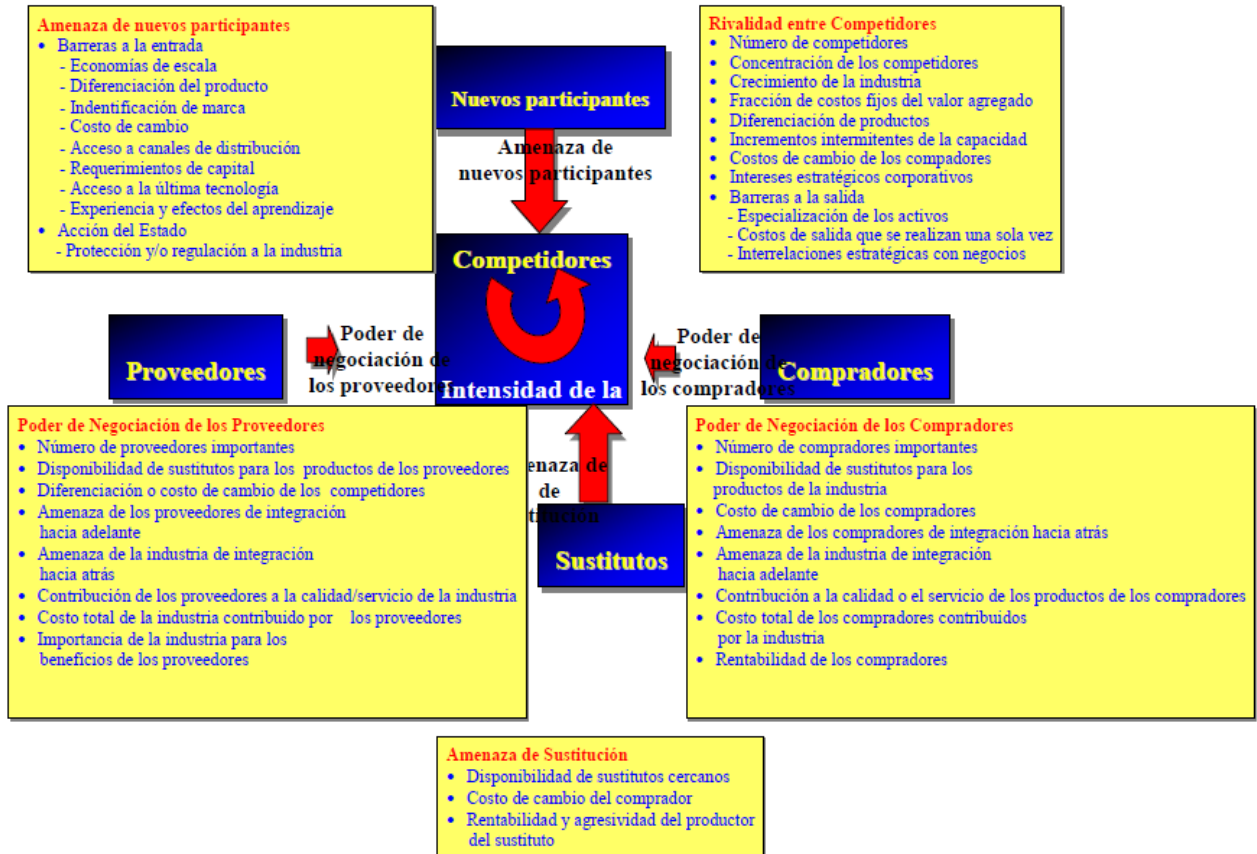 Amenaza de nuevos participantes
• Barreras a la entrada
- Economías de escala
- Diferenciación del producto
- Indentificación de marca
- Costo de cambio
- Acceso a canales de distribución
- Requerimientos de capital
- Acceso a la última tecnología
- Experiencia y efectos del aprendizaje
• Acción del Estado
- Protección y/o regulación a la industria
Nuevos participantes
Amenaza de
nuevos participantes
Rivalidad entre Competidores
• Número de competidores
• Concentración de los competidores
• Crecimiento de la industria
• Fracción de costos fijos del valor agregado
• Diferenciación de productos
• Incrementos intermitentes de la capacidad
• Costos de cambio de los compadores
• Intereses estratégicos corporativos
• Barreras a la salida
- Especialización de los activos
- Costos de salida que se realizan una sola vez
- Interrelaciones estratégicas con negocios
Competidores
Intensidad de la
Proveedores
Poder de
negociación de
los proveedores
Poder de
negociación de
los compradores
Compradores
Poder de Negociación de los Proveedores
• Número de proveedores importantes
• Disponibilidad de sustitutos para los productos de los proveedores
• Diferenciación o costo de cambio de los competidores
• Amenaza de los proveedores de integración
hacia adelante
• Amenaza de la industria de integración
hacia atrás
• Contribución de los proveedores a la calidad/servicio de la industria
• Costo total de la industria contribuido por los proveedores
• Importancia de la industria para los
beneficios de los proveedores
de
de
Sustitutos
Poder de Negociación de los Compradores
• Número de compradores importantes
• Disponibilidad de sustitutos para los
productos de la industria
• Costo de cambio de los compradores
• Amenaza de los compradores de integración hacia atrás
• Amenaza de la industria de integración
hacia adelante
• Contribución a la calidad o el servicio de los productos de los compradores
• Costo total de los compradores contribuidos
por la industria
• Rentabilidad de los compradores
Amenaza de Sustitución
• Disponibilidad de sustitutos cercanos
• Costo de cambio del comprador
• Rentabilidad y agresividad del productor
del sustituto